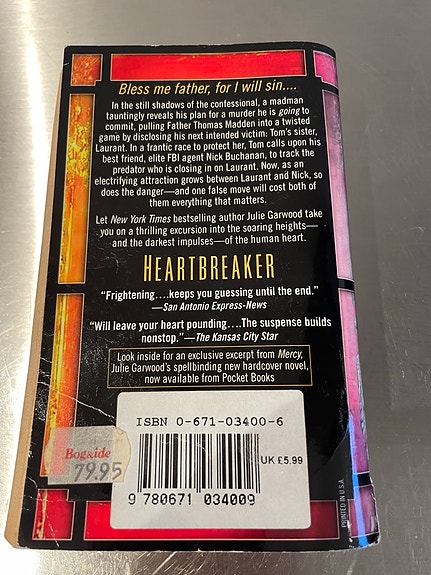 Bless me father, for I will sin....
In the still shadows of the confessional, a madman
tauntingly reveals his plan for a murder he is going to
commit, pulling Father Thomas Madden into a twisted
game by disclosing his next intended victim: Tom's sister,
Laurant. In a frantic race to protect her, Tom calls upon his
best friend, elite FBI agent Nick Buchanan, to track the
predator who is closing in on Laurant. Now, as an
electrifying attraction grows between Laurant and Nick, so
does the danger—and one false move will cost both of
them everything that matters.
Let New York Times bestselling author Julie Garwood take
you on a thrilling excursion into the soaring heights—
and the darkest impulses—of the human heart.
HEARTBREAKER
"Frightening....keeps you guessing until the end."
—San Antonio Express-News
"Will leave your heart pounding....The suspense builds
nonstop."—The Kansas City Star
Look inside for an exclusive excerpt from Mercy,
Julie Garwood's spellbinding new hardcover novel,
now available from Pocket Books
ISBN 0-671-03400-6
UK £5.99
9 780671 034009
Bog&ide
79.95
PRINTED IN U.S.A.